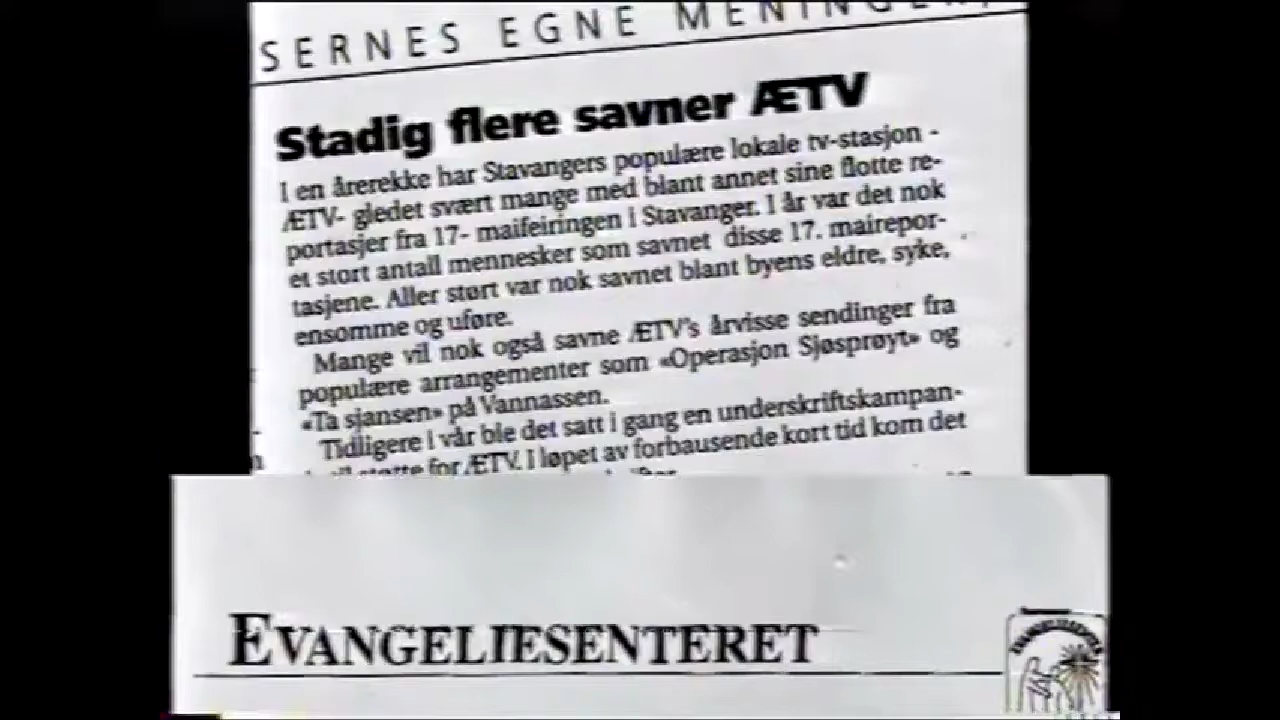 SERNES EGNE MENINGER,
Stadig flere savner ÆTV
I en årerekke har Stavangers populære lokale tv-stasjon -
ÆTV- gledet svært mange med blant annet sine flotte re-
portasjer fra 17- maifeiringen i Stavanger. I år var det nok
et stort antall mennesker som savnet disse 17. mairepor-
tasjene. Aller størt var nok savnet blant byens eldre, syke,
ensomme og uføre.
Mange vil nok også savne ÆTV's årvisse sendinger fra
populære arrangementer som «Operasjon Sjøsprøyt» og
«Ta sjansen» på Vannassen.
Tidligere i vår ble det satt i gang en underskriftskampan-
til støtte for ÆTV. I løpet av forbausende kort tid kom det
EVANGELIESENTERET
EVANGELIESENTER